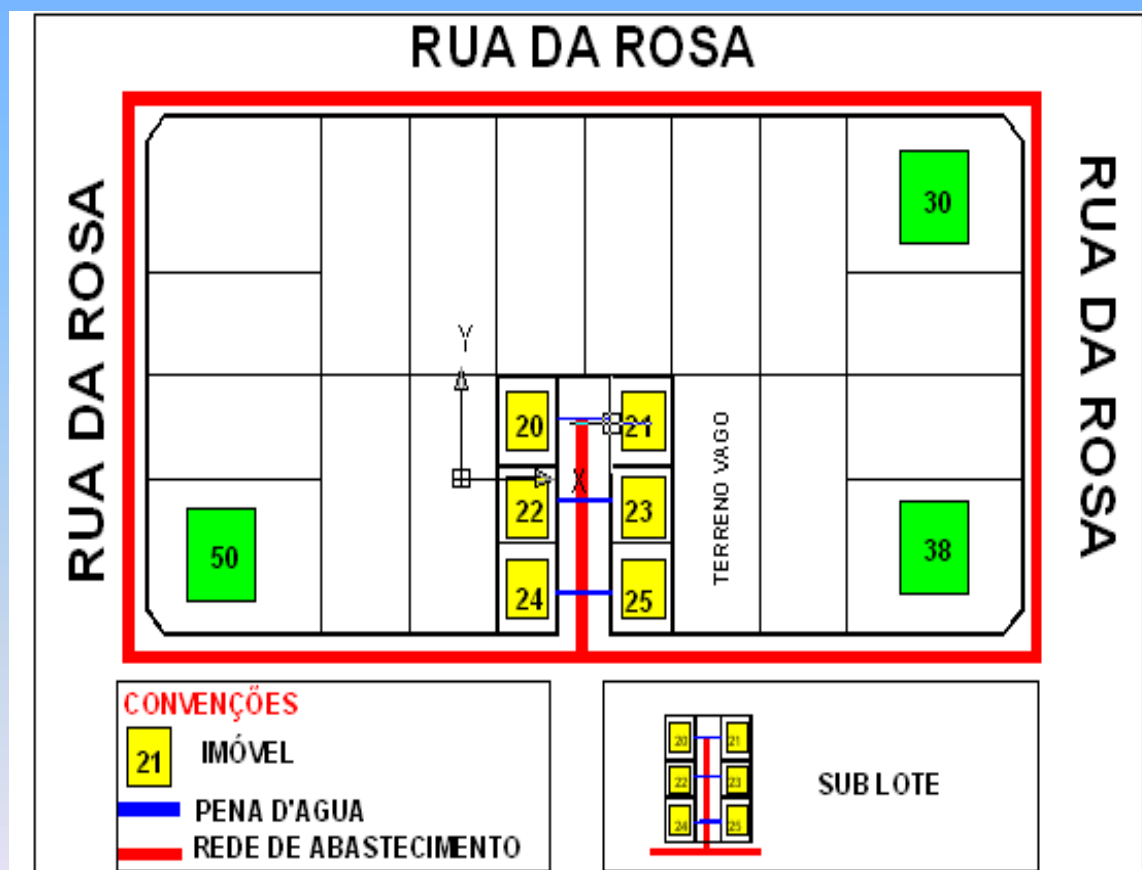 RUA DA ROSA
RUA DA ROSA
RUA DA ROSA
30
Y
20
21
TERRENO VAGO
X
22
23
50
38
24
25
CONVENÇÕES
21
IMÓVEL
PENA D'AGUA
REDE DE ABASTECIMENTO
20
21
22
23
24
25
SUB LOTE